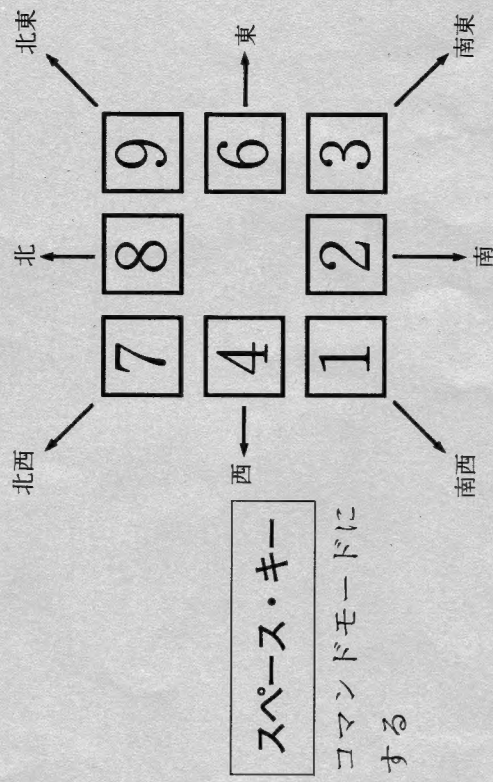 北西 北 北東
7 8 9
西 4 6 東
1 2 3
南西 南 南東
スペース・キー
コマンドモードに
する